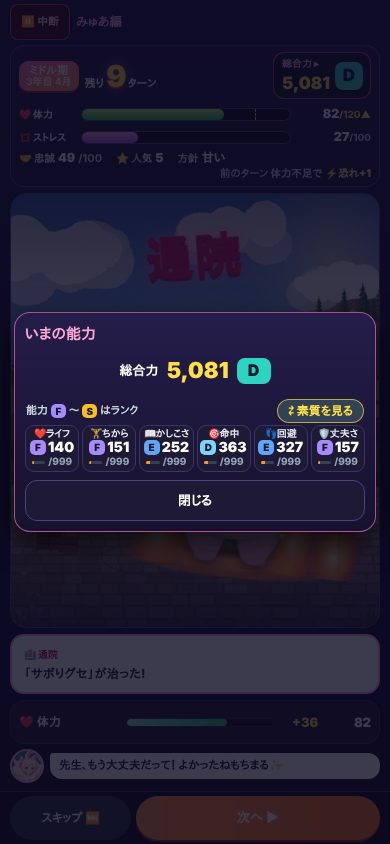 中断 みゅあ編
ミドル期
3年目 4月
残り9ターン
総合力▶
5,081 D
体力 82/120▲
ストレス 27/100
忠誠 49 /100 人気 5 方針 甘い
前のターン 体力不足で ⚡恐れ+1
通院
いまの能力
総合力 5,081 D
能力 F 〜 S はランク
素質を見る
ライフ ちから かしこさ 命中 回避 丈夫さ
F 140 F 151 E 252 D 363 E 327 F 157
/999 /999 /999 /999 /999 /999
閉じる
通院
「サボりグセ」が治った!
体力 +36 82
先生、もう大丈夫だって! よかったねもちまる✨
スキップ ⏩
次へ ▶